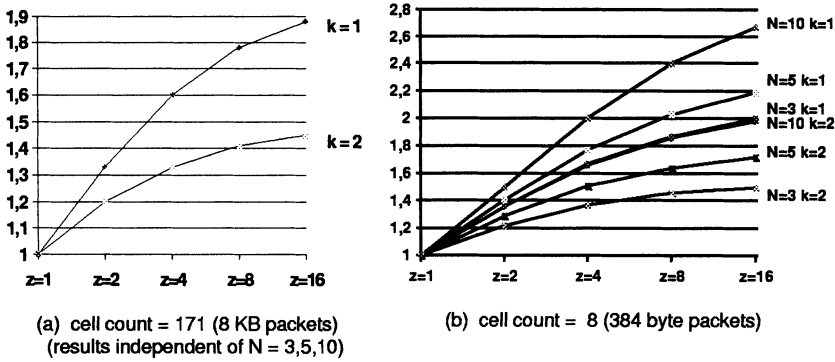 1,9
1,8
1,7
1,6
1,5
1,4
1,3
1,2
1,1
1
k=1
k=2
z=1 z=2 z=4 z=8 z=16
(a) cell count = 171 (8 KB packets)
(results independent of N = 3,5,10)
2,8
2,6
2,4
2,2
2
1,8
1,6
1,4
1,2
1
N=10 k=1
N=5 k=1
N=3 k=1
N=10 k=2
N=5 k=2
N=3 k=2
z=1 z=2 z=4 z=8 z=16
(b) cell count = 8 (384 byte packets)